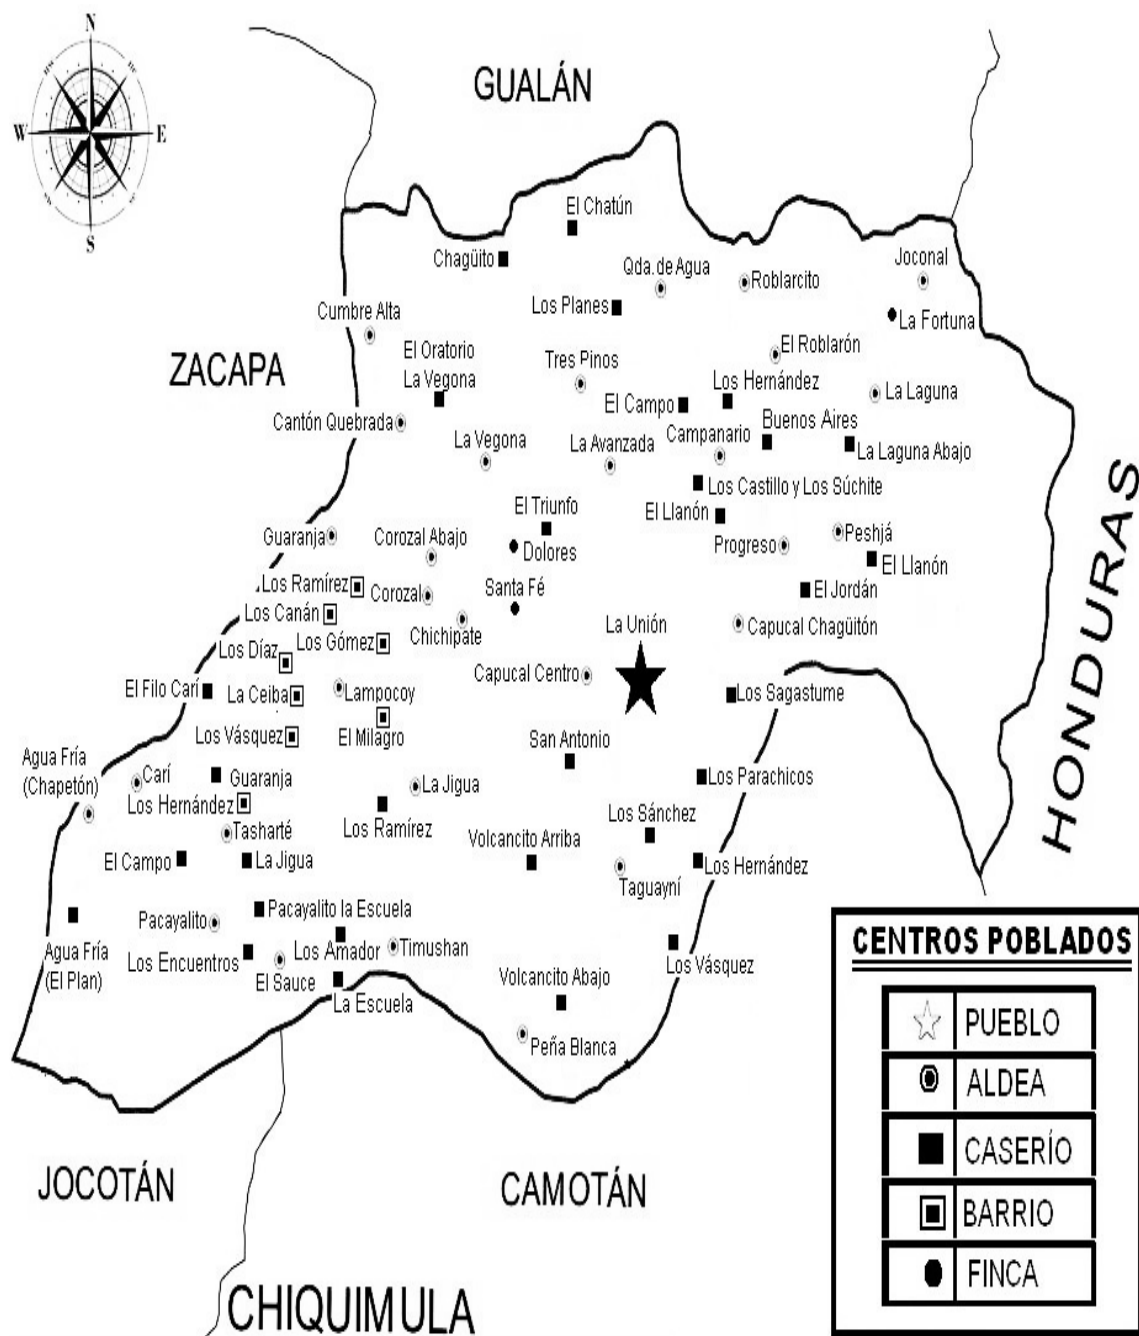 N
W
E
S
GUALÁN
El Chatún
Chagüito
Qda. de Agua
Roblarcito
Joconal
Los Planes
La Fortuna
Cumbre Alta
ZACAPA
El Oratorio
La Vegona
Tres Pinos
El Roblarón
Los Hernández
La Laguna
El Campo
Cantón Quebrada
Buenos Aires
La Vegona
La Avanzada
Campanario
La Laguna Abajo
Los Castillo y Los Súchite
El Triunfo
El Llanón
HONDURAS
Guaranja
Corozal Abajo
Dolores
Progreso
Peshjá
El Llanón
Los Ramírez
Corozal
Santa Fé
El Jordán
Los Canán
Chichipate
La Unión
Capucal Chagüitón
Los Gómez
Los Díaz
Capucal Centro
El Filo Carí
La Ceiba
Lampocoy
Los Sagastume
Los Vásquez
El Milagro
San Antonio
Agua Fría
(Chapetón)
Carí
Guaranja
La Jigua
Los Parachicos
Los Hernández
Los Ramírez
Los Sánchez
Tasharté
Volcancito Arriba
El Campo
La Jigua
Los Hernández
Taguayní
Pacayalito
Pacayalito la Escuela
Agua Fría
(El Plan)
Los Encuentros
El Sauce
Los Amador
Timushan
Los Vásquez
La Escuela
Volcancito Abajo
Peña Blanca
JOCOTÁN
CAMOTÁN
CHIQUIMULA
CENTROS POBLADOS
PUEBLO
ALDEA
CASERÍO
BARRIO
FINCA